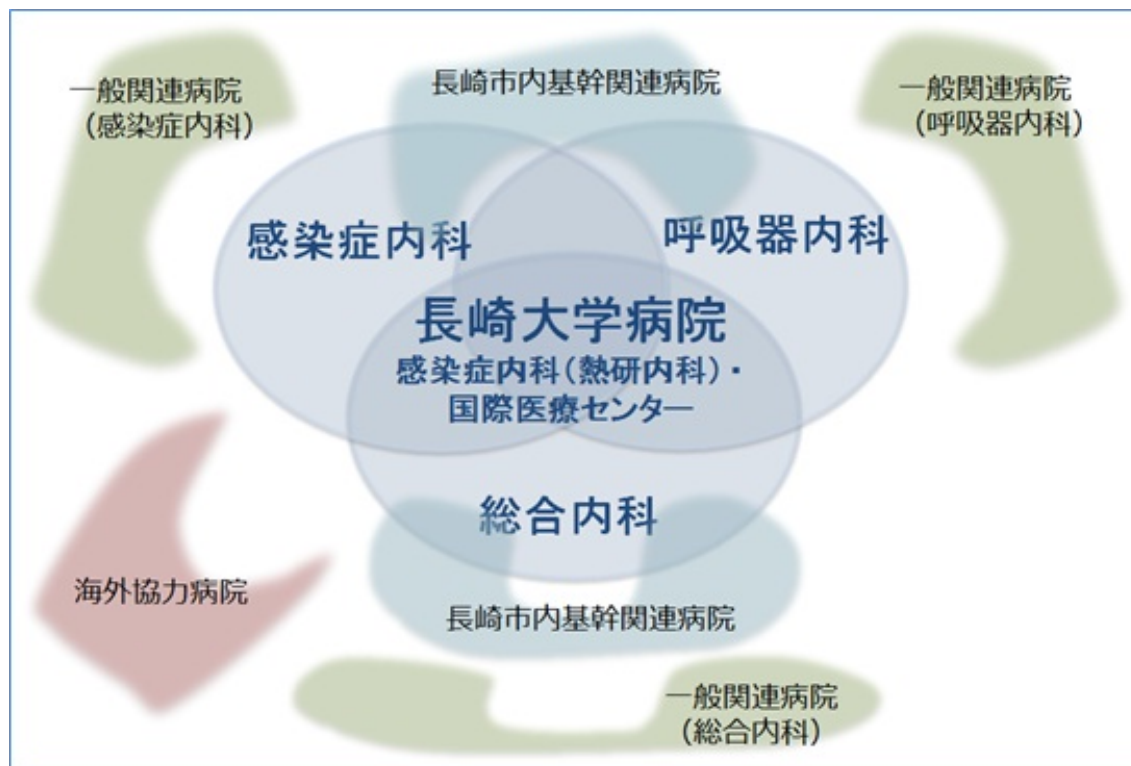 一般関連病院
（感染症内科）
長崎市内基幹関連病院
一般関連病院
（呼吸器内科）
感染症内科
呼吸器内科
長崎大学病院
感染症内科（熱研内科）・
国際医療センター
総合内科
海外協力病院
長崎市内基幹関連病院
一般関連病院
（総合内科）